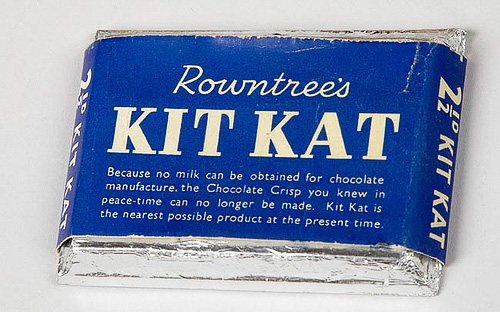 Rowntree's
KIT KAT
Because no milk can be obtained for chocolate
manufacture, the Chocolate Crisp you knew in
peace-time can no longer be made. Kit Kat is
the nearest possible product at the present time.
2½D KIT KAT
2½D KIT KAT